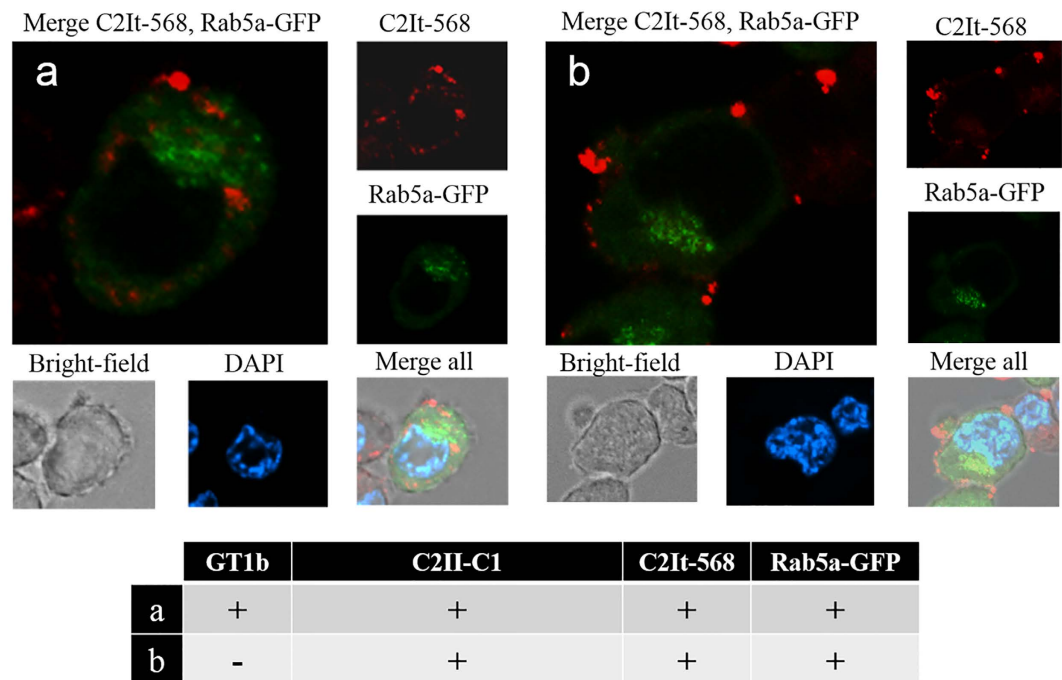 Merge C2It-568, Rab5a-GFP
C2It-568
Merge C2It-568, Rab5a-GFP
C2It-568
a
b
Rab5a-GFP
Rab5a-GFP
Bright-field
DAPI
Merge all
Bright-field
DAPI
Merge all
GT1b C2II-C1 C2It-568 Rab5a-GFP
a + + + +
b - + + +